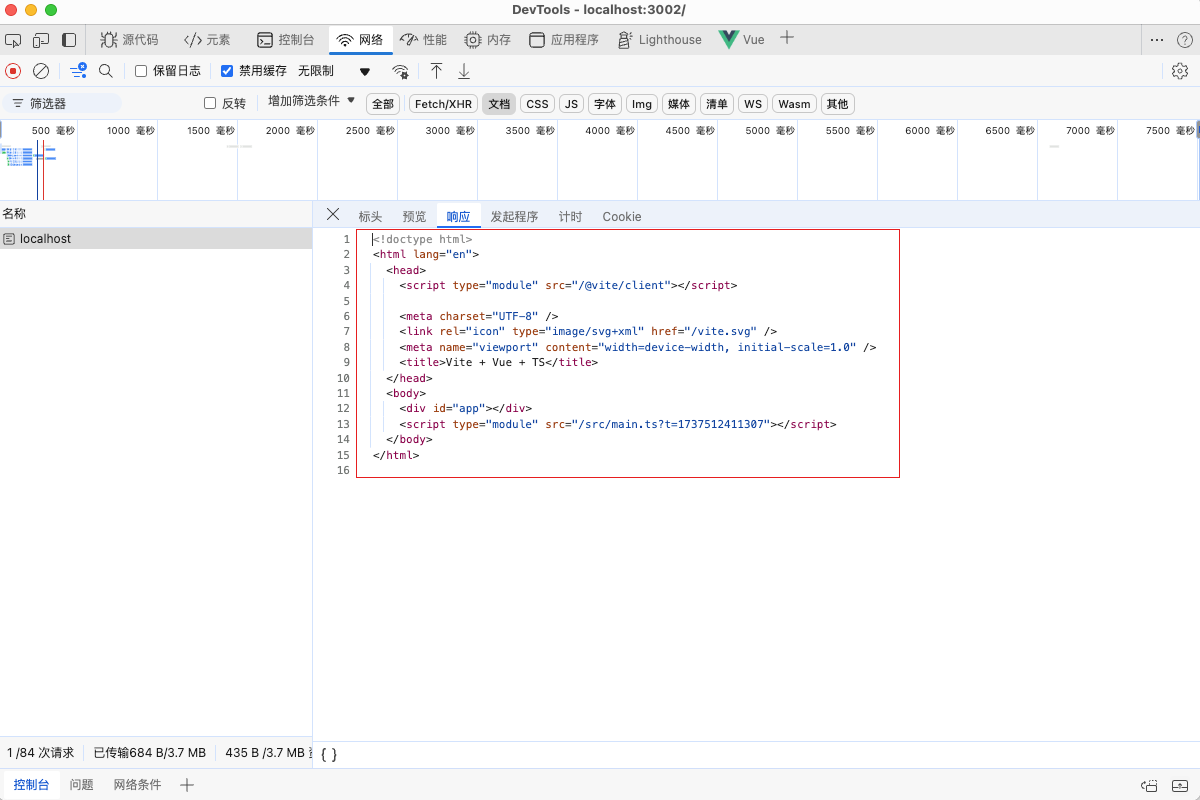 DevTools - localhost:3002/
源代码 元素 控制台 网络 性能 内存 应用程序 Lighthouse Vue
保留日志 禁用缓存 无限制
筛选器 反转 增加筛选条件 全部 Fetch/XHR 文档 CSS JS 字体 Img 媒体 清单 WS Wasm 其他
500 毫秒 1000 毫秒 1500 毫秒 2000 毫秒 2500 毫秒 3000 毫秒 3500 毫秒 4000 毫秒 4500 毫秒 5000 毫秒 5500 毫秒 6000 毫秒 6500 毫秒 7000 毫秒 7500 毫秒
名称
localhost
标头 预览 响应 发起程序 计时 Cookie
1 <!doctype html>
2 <html lang="en">
3 <head>
4 <script type="module" src="/@vite/client"></script>
5
6 <meta charset="UTF-8" />
7 <link rel="icon" type="image/svg+xml" href="/vite.svg" />
8 <meta name="viewport" content="width=device-width, initial-scale=1.0" />
9 <title>Vite + Vue + TS</title>
10 </head>
11 <body>
12 <div id="app"></div>
13 <script type="module" src="/src/main.ts?t=1737512411307"></script>
14 </body>
15 </html>
16
1 /84 次请求 已传输684 B/3.7 MB 435 B /3.7 MB { }
控制台 问题 网络条件